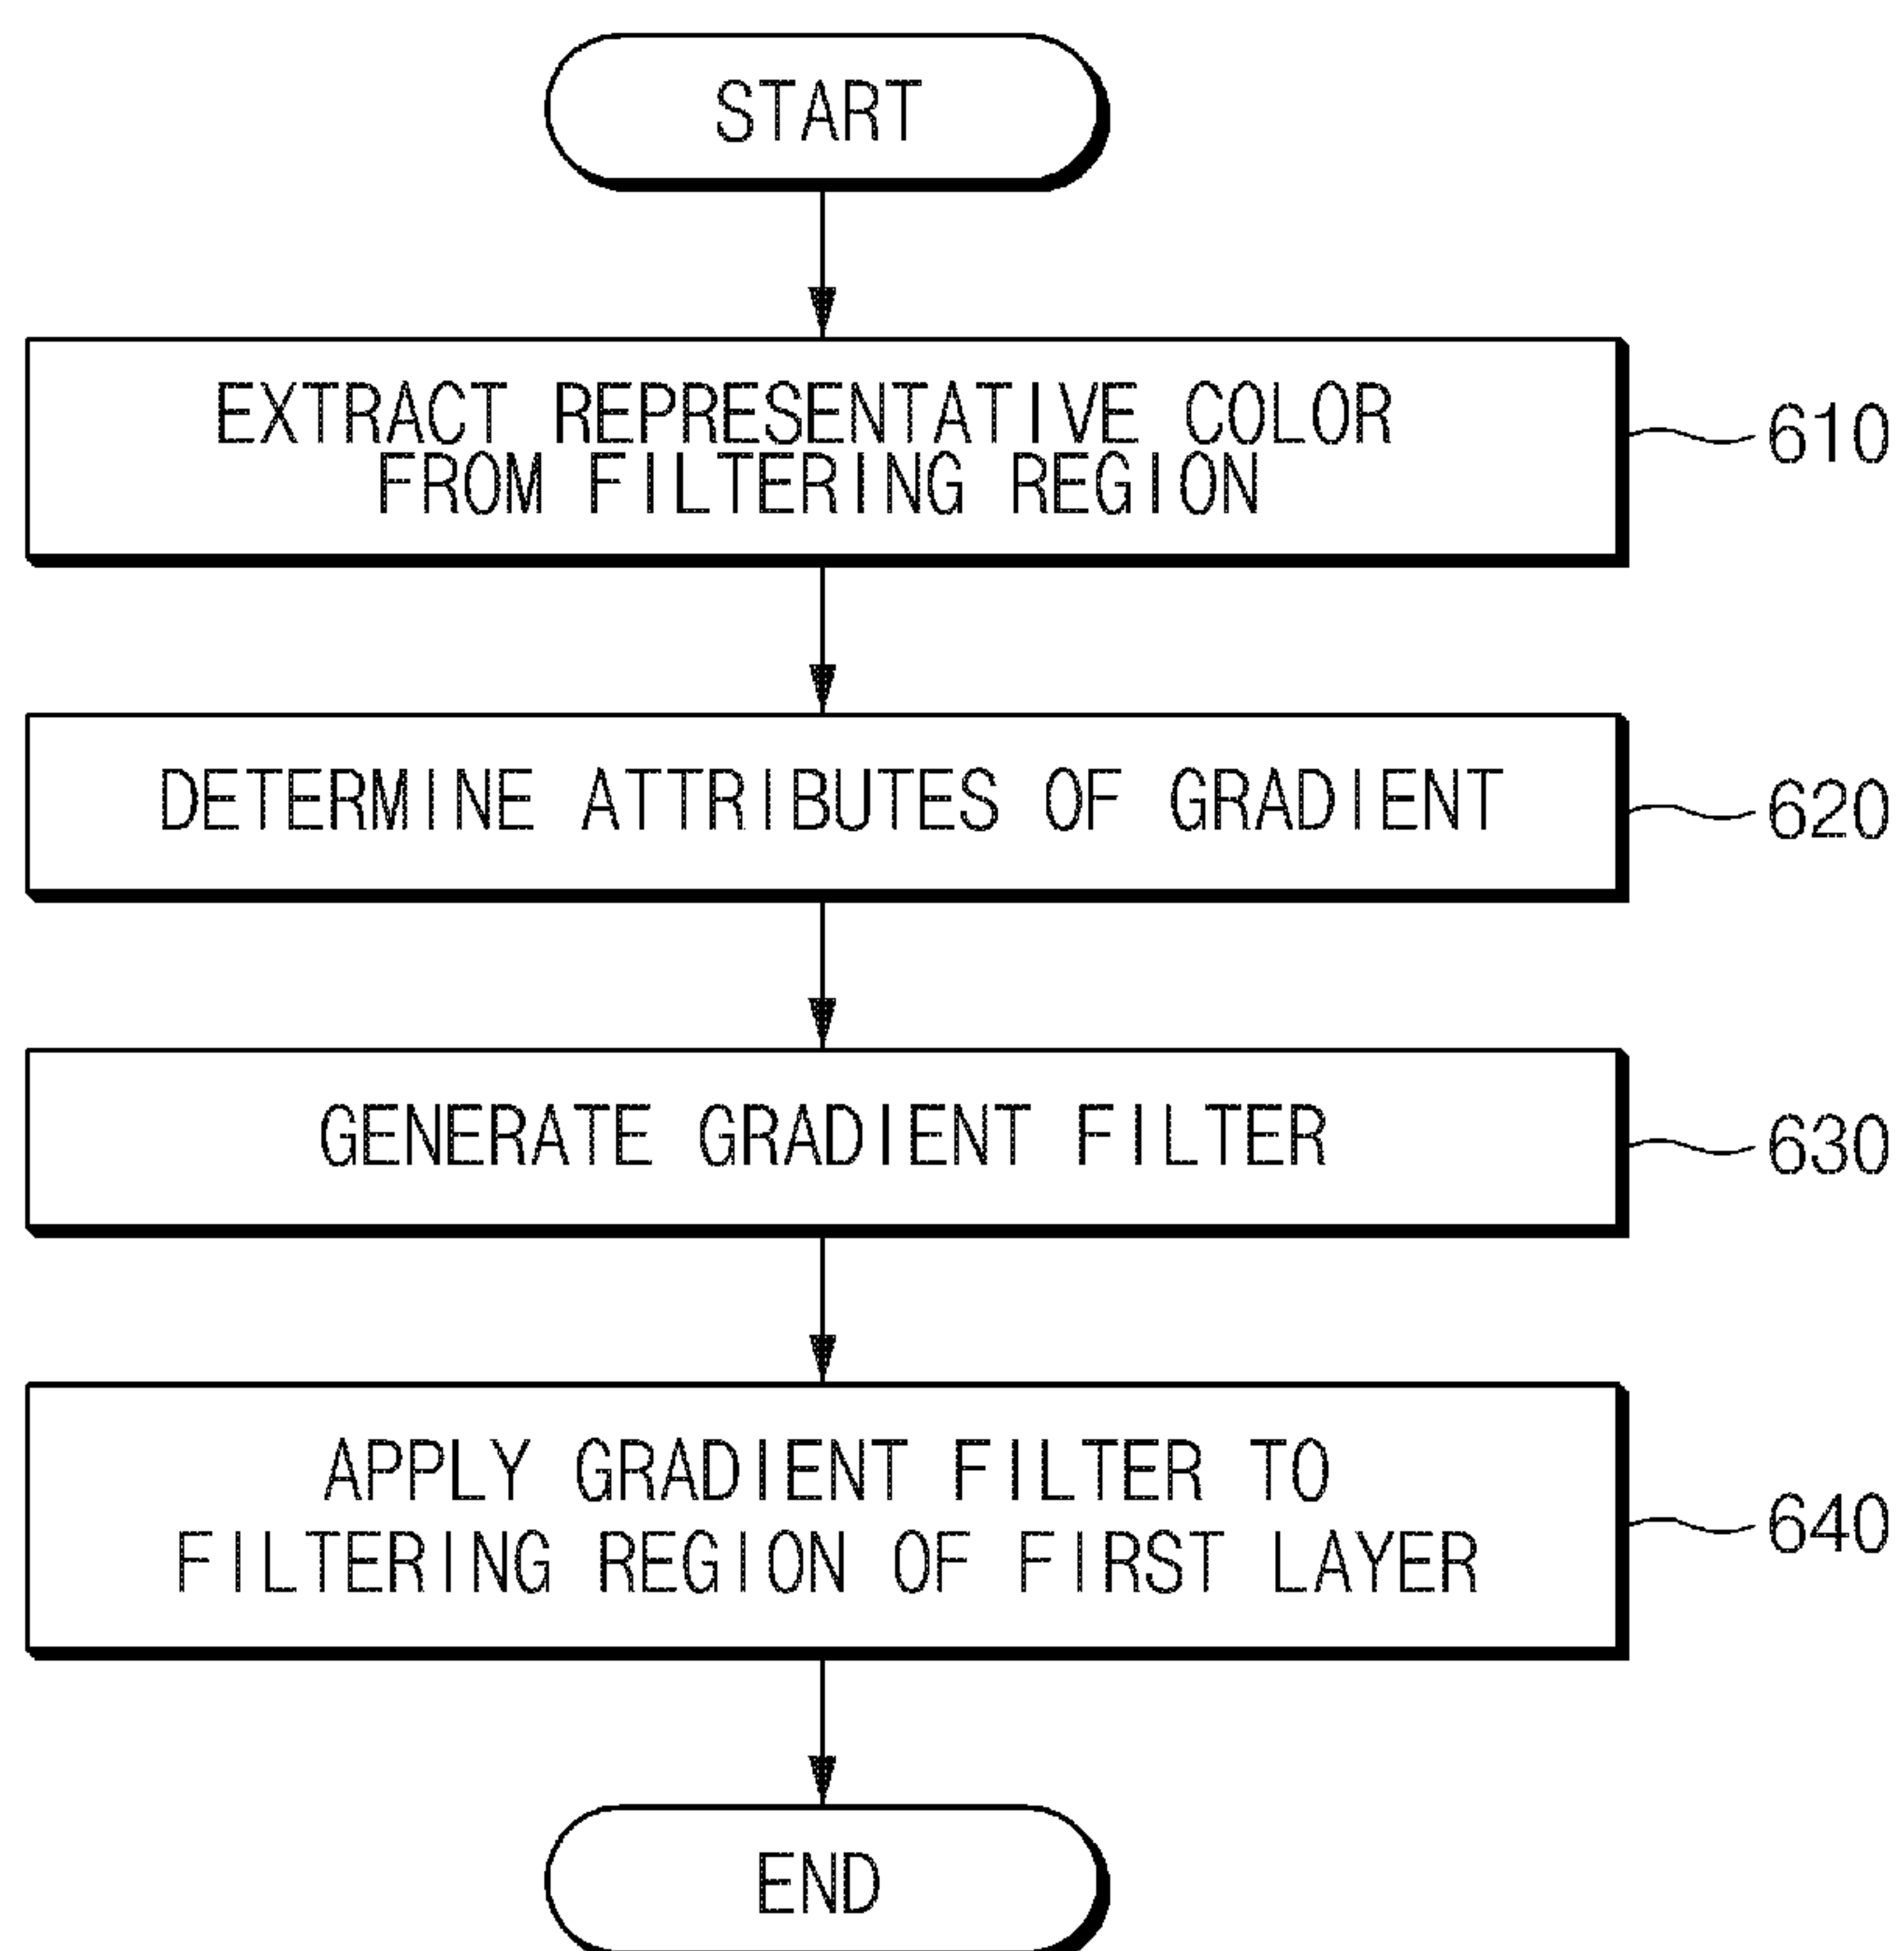 START
EXTRACT REPRESENTATIVE COLOR
FROM FILTERING REGION
610
DETERMINE ATTRIBUTES OF GRADIENT
620
GENERATE GRADIENT FILTER
630
APPLY GRADIENT FILTER TO
FILTERING REGION OF FIRST LAYER
640
END